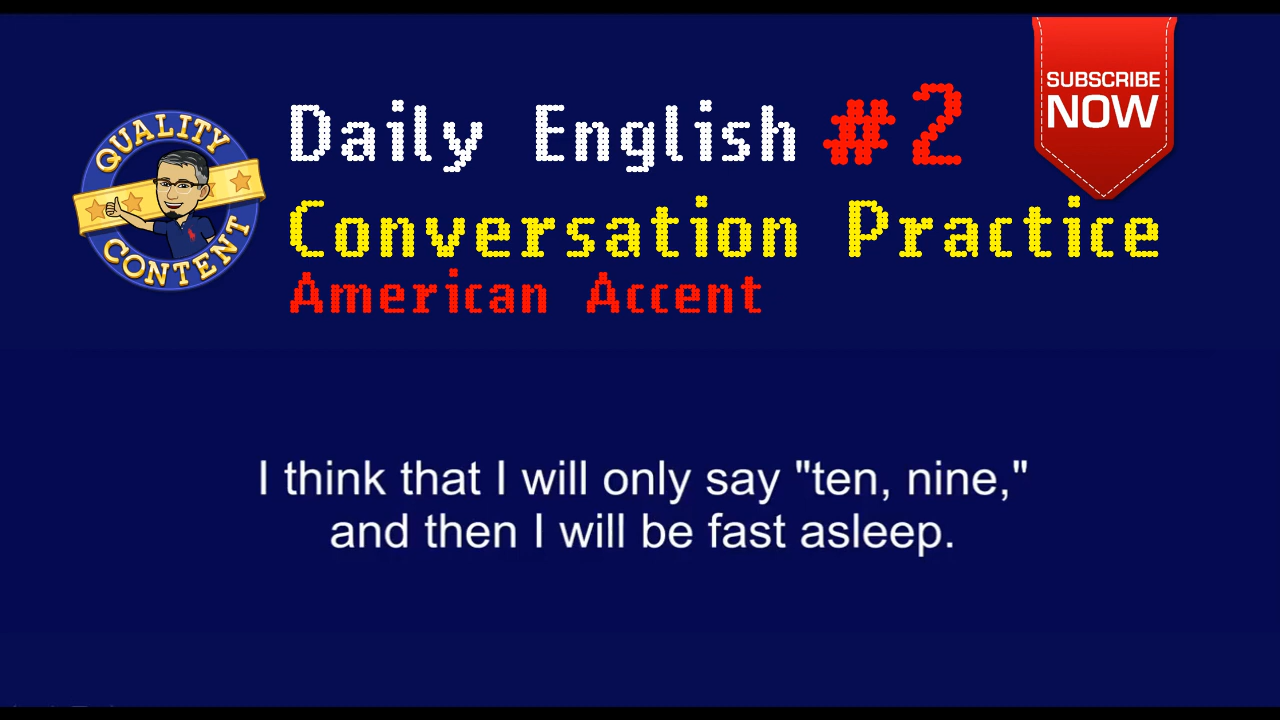 SUBSCRIBE
NOW
Daily English #2
QUALITY
CONTENT
Conversation Practice
American Accent
I think that I will only say "ten, nine,"
and then I will be fast asleep.